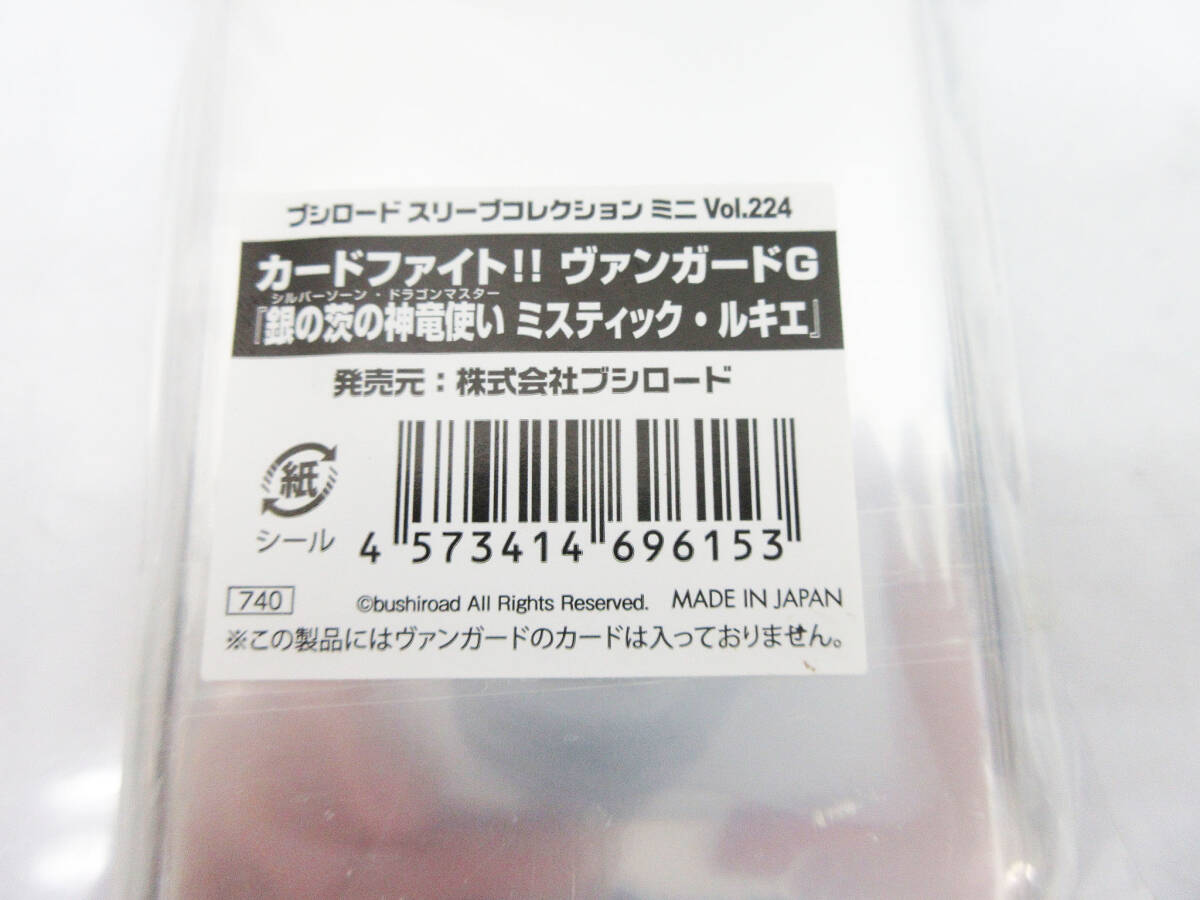 ブシロード スリーブコレクション ミニ Vol.224
カードファイト!! ヴァンガードG
シルバーソーン・ドラゴンマスター
『銀の茨の神竜使い ミスティック・ルキエ』
発売元：株式会社ブシロード
紙
シール
4 573414 696153
740
©bushiroad All Rights Reserved. MADE IN JAPAN
※この製品にはヴァンガードのカードは入っておりません。